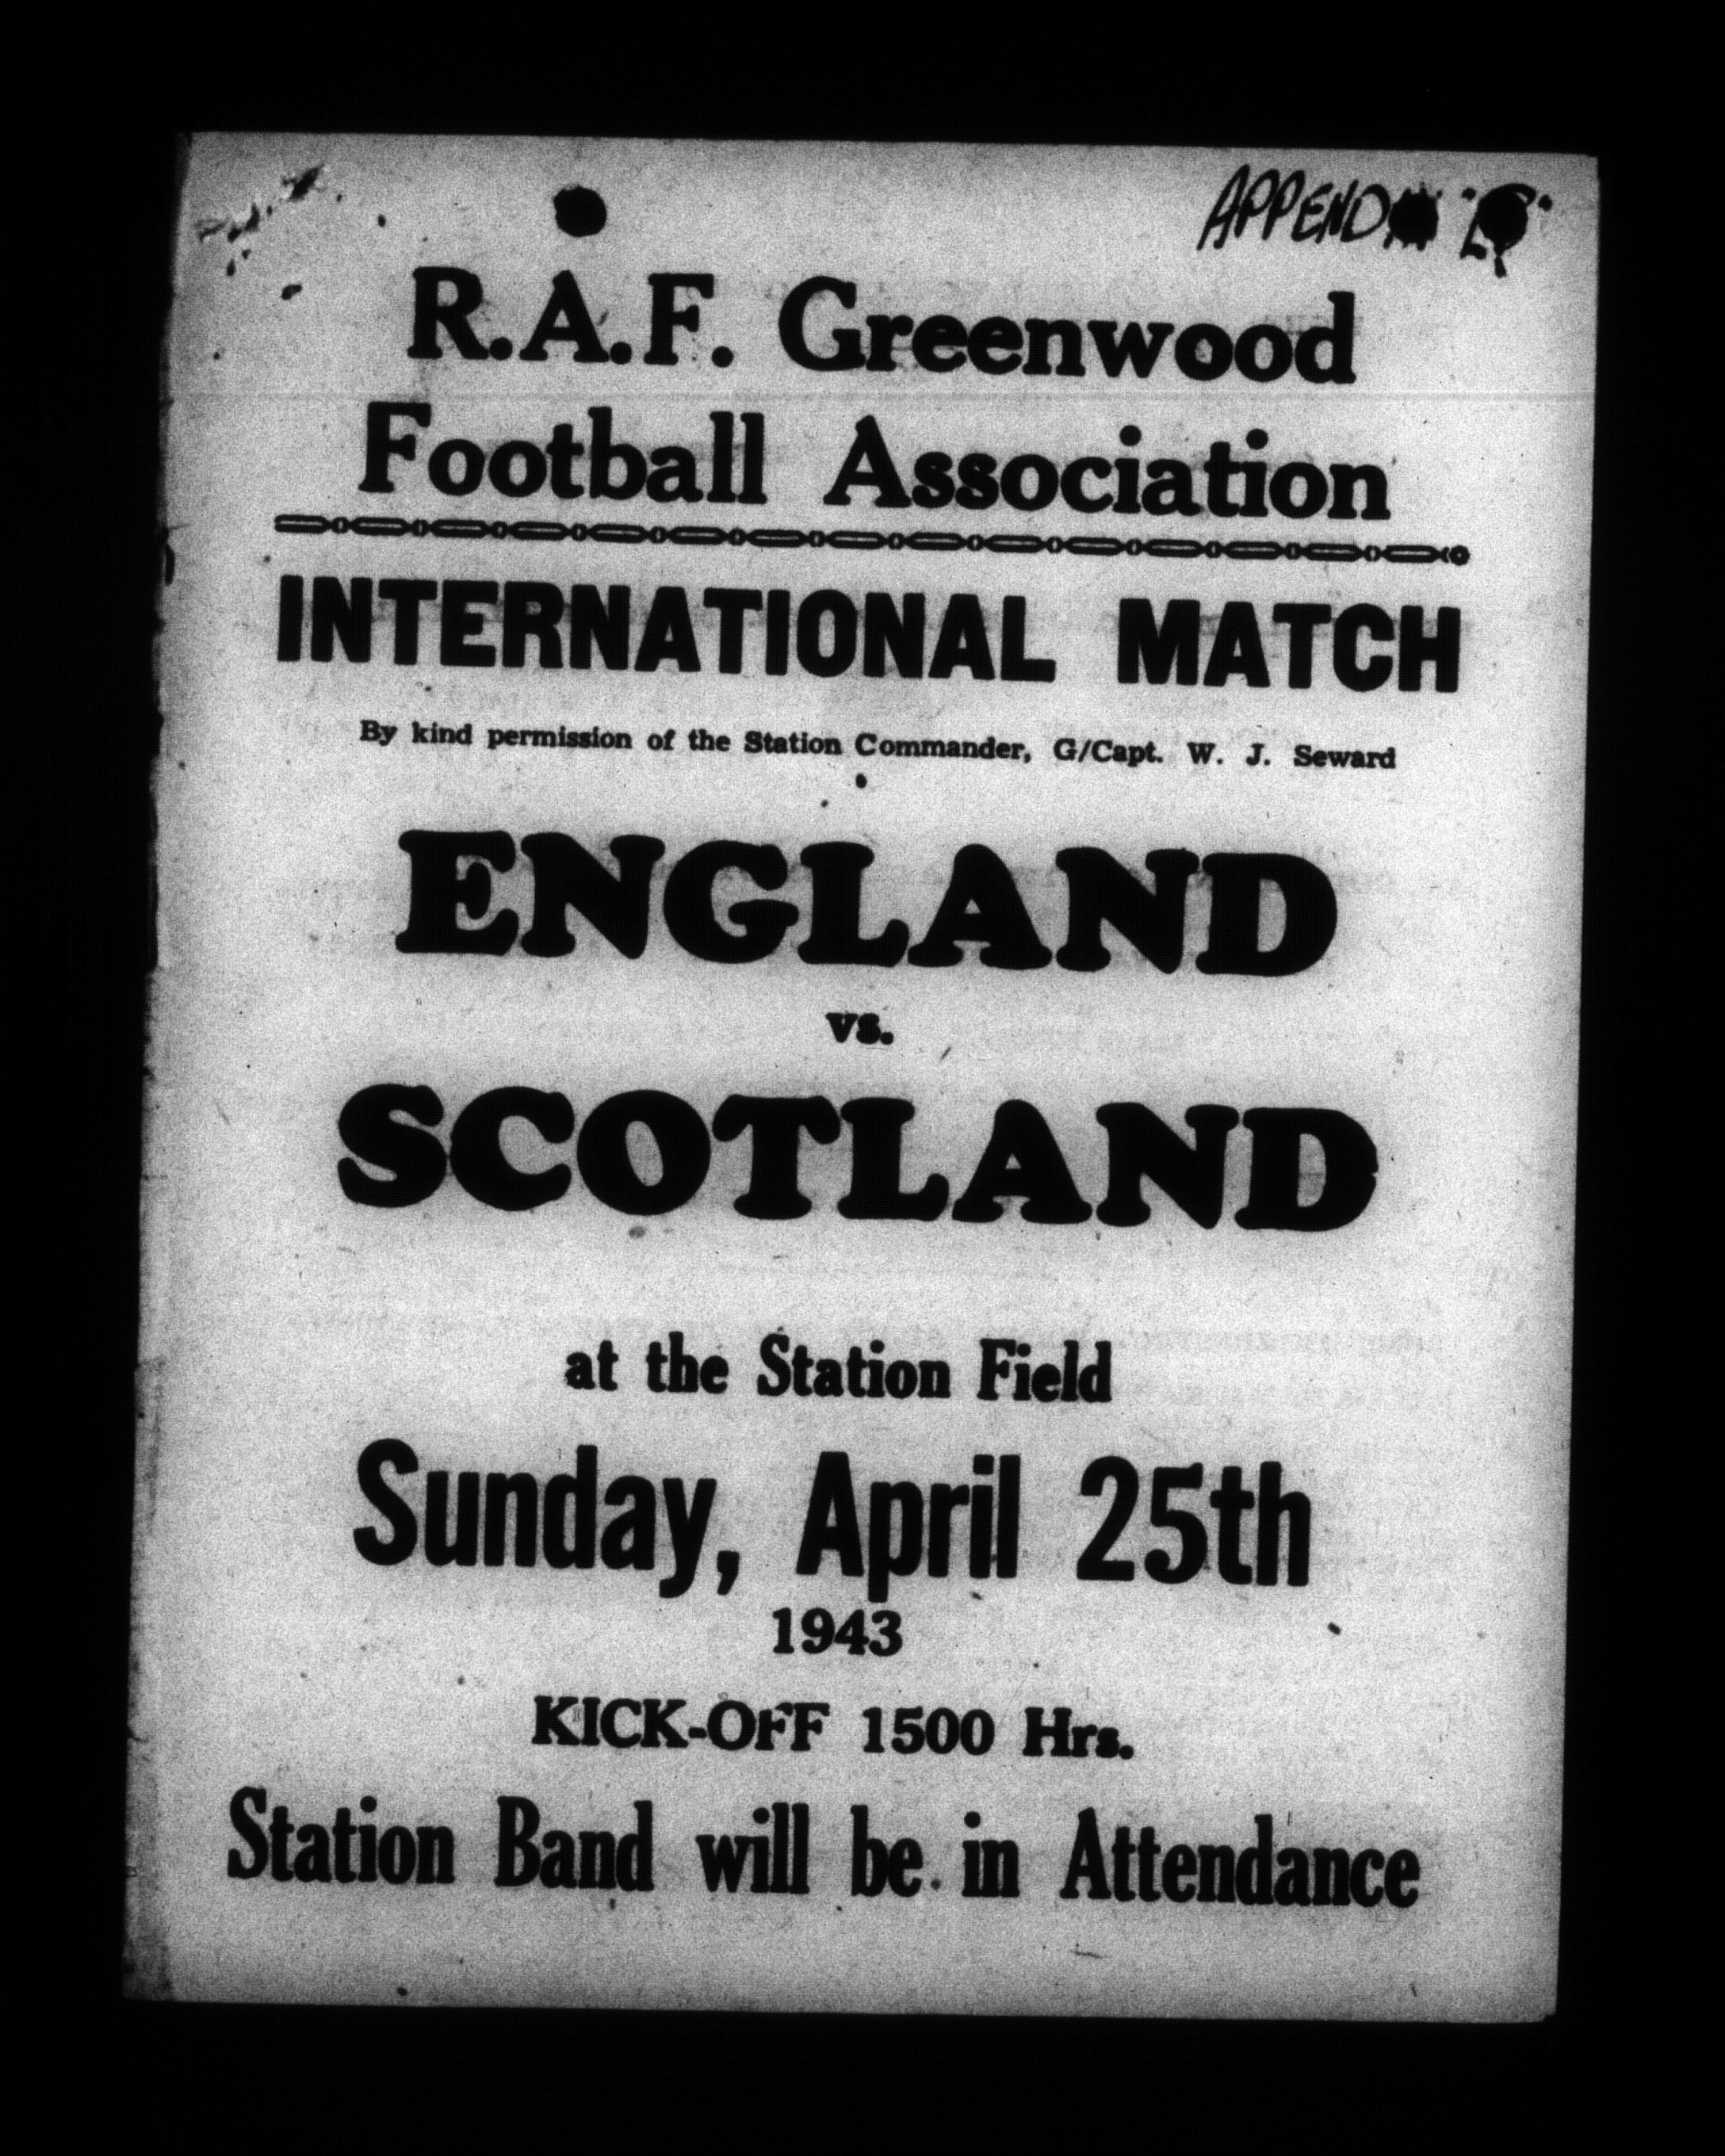 APPENDIX
R.A.F. Greenwood
Football Association
INTERNATIONAL MATCH
By kind permission of the Station Commander, G/Capt. W. J. Seward
ENGLAND
vs.
SCOTLAND
at the Station Field
Sunday, April 25th
1943
KICK-OFF 1500 Hrs.
Station Band will be in Attendance